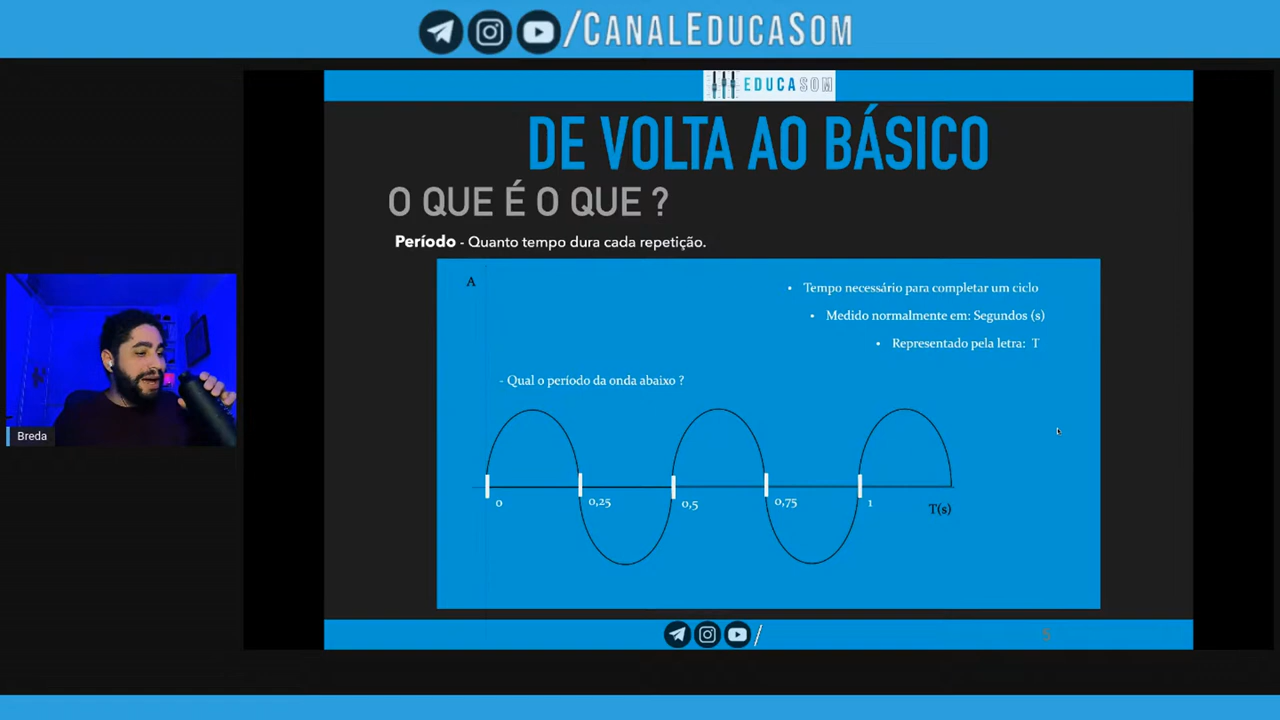 /CANALEDUCASOM
EDUCASOM
DE VOLTA AO BÁSICO
O QUE É O QUE ?
Período - Quanto tempo dura cada repetição.
A
• Tempo necessário para completar um ciclo
• Medido normalmente em: Segundos (s)
• Representado pela letra: T
- Qual o período da onda abaixo ?
0 0,25 0,5 0,75 1 T(s)
Breda
/
5